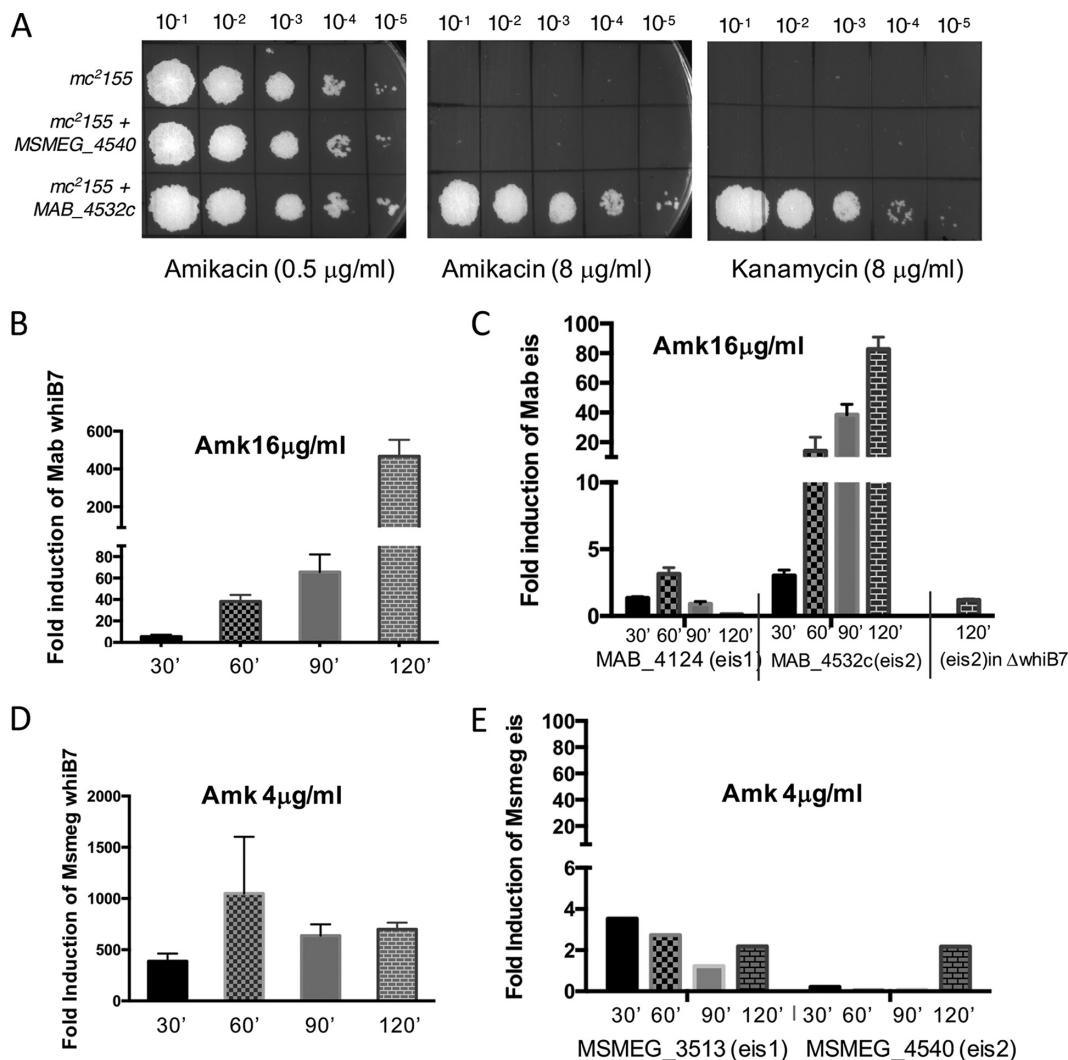 A
10-1 10-2 10-3 10-4 10-5
10-1 10-2 10-3 10-4 10-5
10-1 10-2 10-3 10-4 10-5
mc2155
mc2155 +
MSMEG_4540
mc2155 +
MAB_4532c
Amikacin (0.5 μg/ml)
Amikacin (8 μg/ml)
Kanamycin (8 μg/ml)
B
Fold induction of Mab whiB7
Amk16μg/ml
600
400
200
80
60
40
20
0
30’ 60’ 90’ 120’
C
Fold induction of Mab eis
Amk16μg/ml
100
80
60
40
20
10
5
0
30’ 60’ 90’ 120’ 30’ 60’ 90’ 120’ 120’
MAB_4124 (eis1) MAB_4532c(eis2) (eis2)in ΔwhiB7
D
Fold Induction of Msmeg whiB7
Amk 4μg/ml
2000
1500
1000
500
0
30’ 60’ 90’ 120’
E
Fold Induction of Msmeg eis
Amk 4μg/ml
100
80
60
40
20
6
4
2
0
30’ 60’ 90’ 120’ | 30’ 60’ 90’ 120’
MSMEG_3513 (eis1) MSMEG_4540 (eis2)